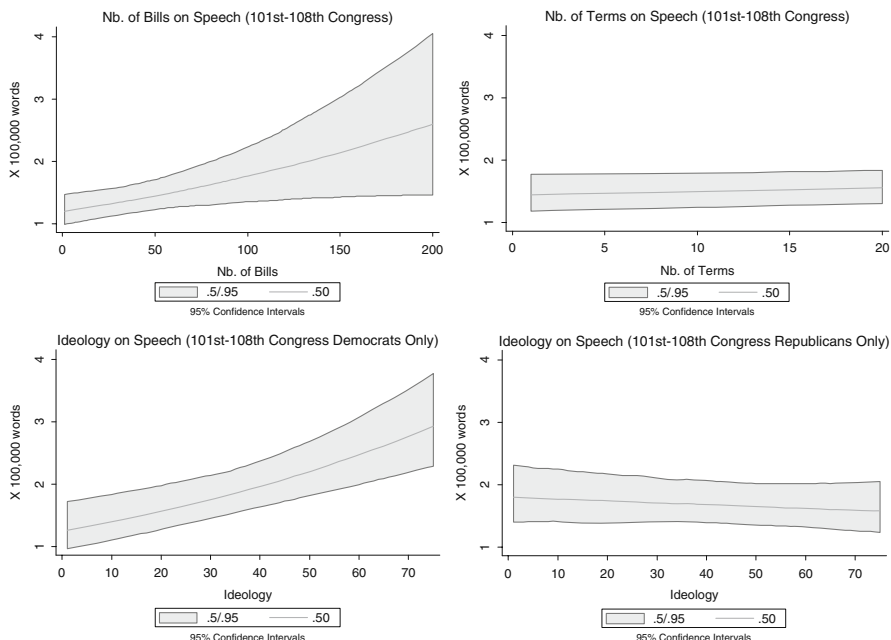 Nb. of Bills on Speech (101st-108th Congress)
X 100,000 words
4
3
2
1
0 50 100 150 200
Nb. of Bills
.5/.95 .50
95% Confidence Intervals
Nb. of Terms on Speech (101st-108th Congress)
X 100,000 words
4
3
2
1
0 5 10 15 20
Nb. of Terms
.5/.95 .50
95% Confidence Intervals
Ideology on Speech (101st-108th Congress Democrats Only)
X 100,000 words
4
3
2
1
0 10 20 30 40 50 60 70
Ideology
.5/.95 .50
95% Confidence Intervals
Ideology on Speech (101st-108th Congress Republicans Only)
X 100,000 words
4
3
2
1
0 10 20 30 40 50 60 70
Ideology
.5/.95 .50
95% Confidence Intervals